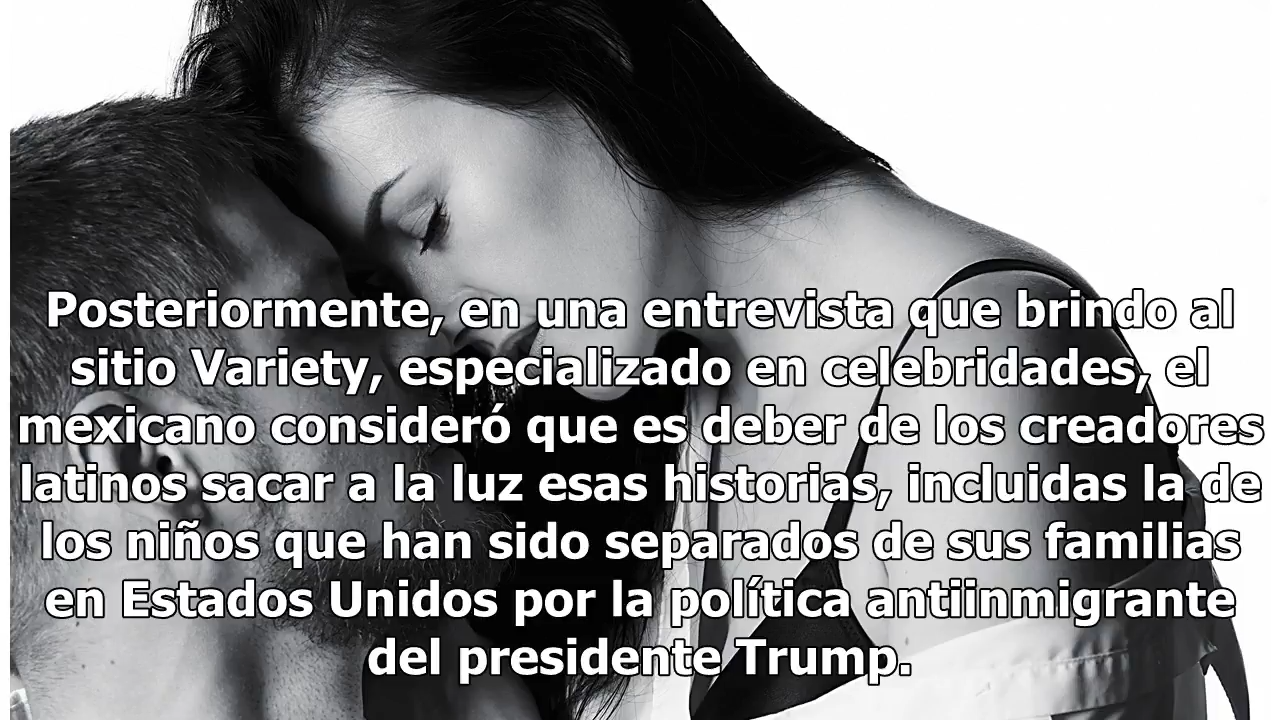 Posteriormente, en una entrevista que brindo al
sitio Variety, especializado en celebridades, el
mexicano consideró que es deber de los creadores
latinos sacar a la luz esas historias, incluidas la de
los niños que han sido separados de sus familias
en Estados Unidos por la política antiinmigrante
del presidente Trump.